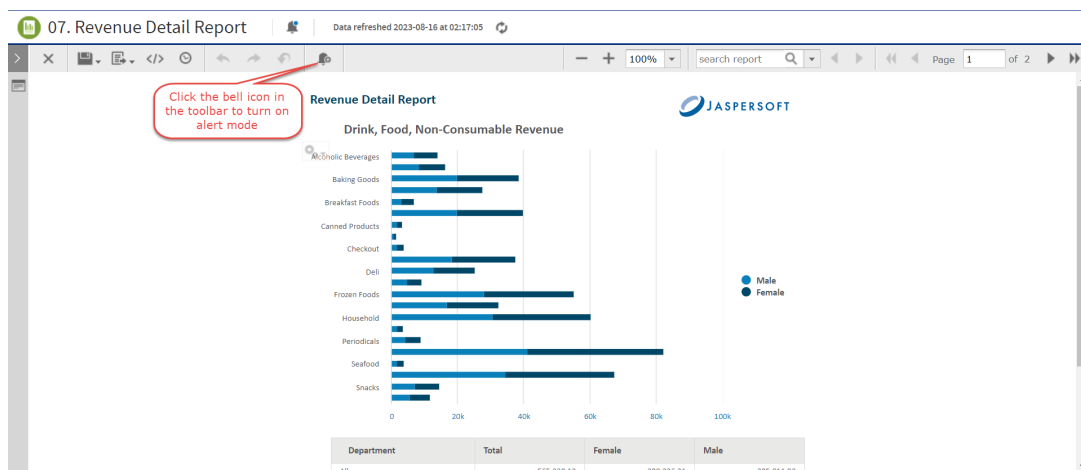 07. Revenue Detail Report
Data refreshed 2023-08-16 at 02:17:05
100%
search report
Page 1 of 2
Click the bell icon in
the toolbar to turn on
alert mode
Revenue Detail Report
JASPERSOFT
Drink, Food, Non-Consumable Revenue
Alcoholic Beverages
Baking Goods
Breakfast Foods
Canned Products
Checkout
Deli
Frozen Foods
Household
Periodicals
Seafood
Snacks
Male
Female
0 20k 40k 60k 80k 100k
Department Total Female Male